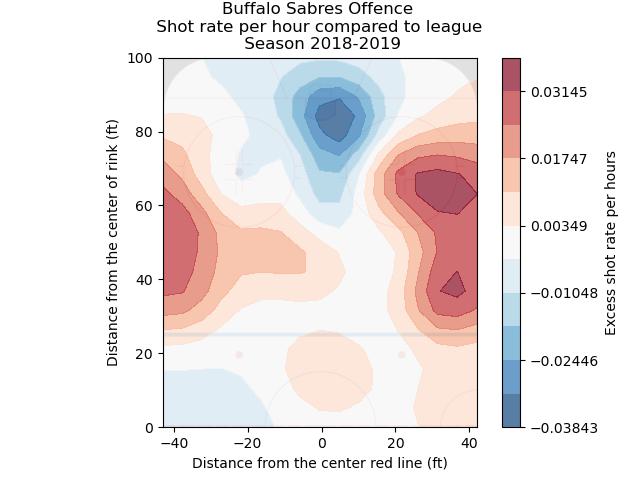 Buffalo Sabres Offence
Shot rate per hour compared to league
Season 2018-2019
100
80
60
40
20
0
Distance from the center of rink (ft)
−40
−20
0
20
40
Distance from the center red line (ft)
0.03145
0.01747
0.00349
−0.01048
−0.02446
−0.03843
Excess shot rate per hours